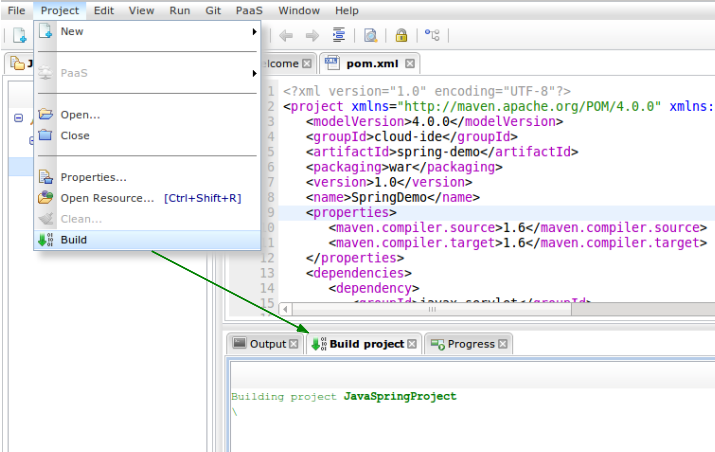 File Project Edit View Run Git PaaS Window Help
New
PaaS
Open...
Close
Properties...
Open Resource... [Ctrl+Shift+R]
Clean...
Build
J
elcome pom.xml
1 <?xml version="1.0" encoding="UTF-8"?>
2 <project xmlns="http://maven.apache.org/POM/4.0.0" xmlns:
3 <modelVersion>4.0.0</modelVersion>
4 <groupId>cloud-ide</groupId>
5 <artifactId>spring-demo</artifactId>
6 <packaging>war</packaging>
7 <version>1.0</version>
8 <name>SpringDemo</name>
9 <properties>
0 <maven.compiler.source>1.6</maven.compiler.source>
1 <maven.compiler.target>1.6</maven.compiler.target>
12 </properties>
13 <dependencies>
14 <dependency>
15 <groupId>javax.servlet</groupId>
Output Build project Progress
Building project JavaSpringProject
\